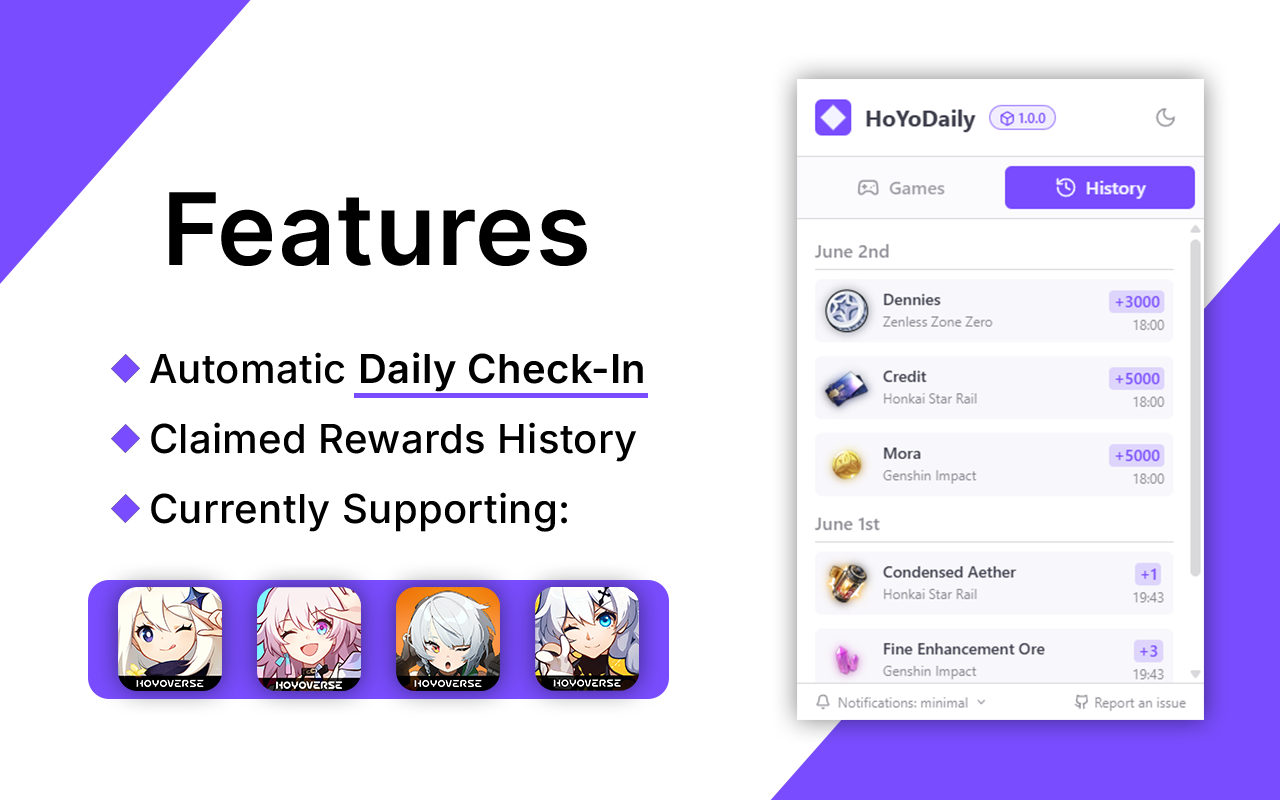 Features
Automatic Daily Check-In
Claimed Rewards History
Currently Supporting:
HOYOVERSE
HOYOVERSE
HOYOVERSE
HOYOVERSE
HoYoDaily
1.0.0
Games
History
June 2nd
Dennies
+3000
Zenless Zone Zero
18:00
Credit
+5000
Honkai Star Rail
18:00
Mora
+5000
Genshin Impact
18:00
June 1st
Condensed Aether
+1
Honkai Star Rail
19:43
Fine Enhancement Ore
+3
Genshin Impact
19:43
Notifications: minimal
Report an issue